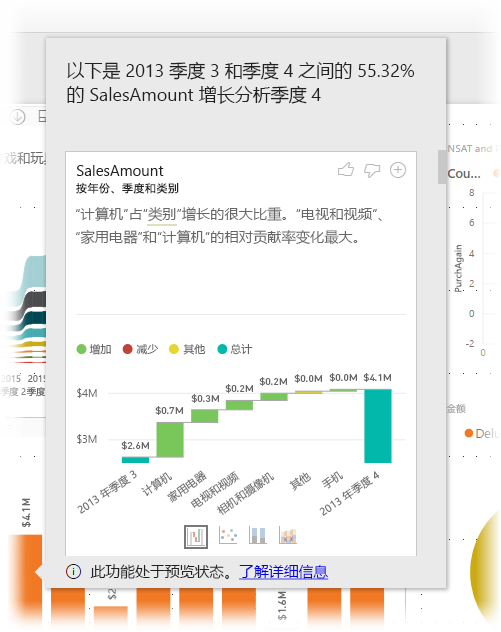 以下是 2013 季度 3 和季度 4 之间的 55.32%
的 SalesAmount 增长分析季度 4
SalesAmount
按年份、季度和类别
“计算机”占“类别”增长的很大比重。“电视和视频”、
“家用电器”和“计算机”的相对贡献率变化最大。
增加 减少 其他 总计
$4M
$3M
$2.6M $0.7M $0.3M $0.2M $0.2M $0.0M $0.0M $4.1M
2013 年季度 3 计算机 家用电器 电视和视频 相机和摄像机 其他 手机 2013 年季度 4
此功能处于预览状态。了解详细信息
戏和玩
2015 2015
季度 2 季度
$4.1M
$2
$1.6M
NSAT and
Cou...
PurchAgain
8
6
4
2
0
-2
0
金额
Delu